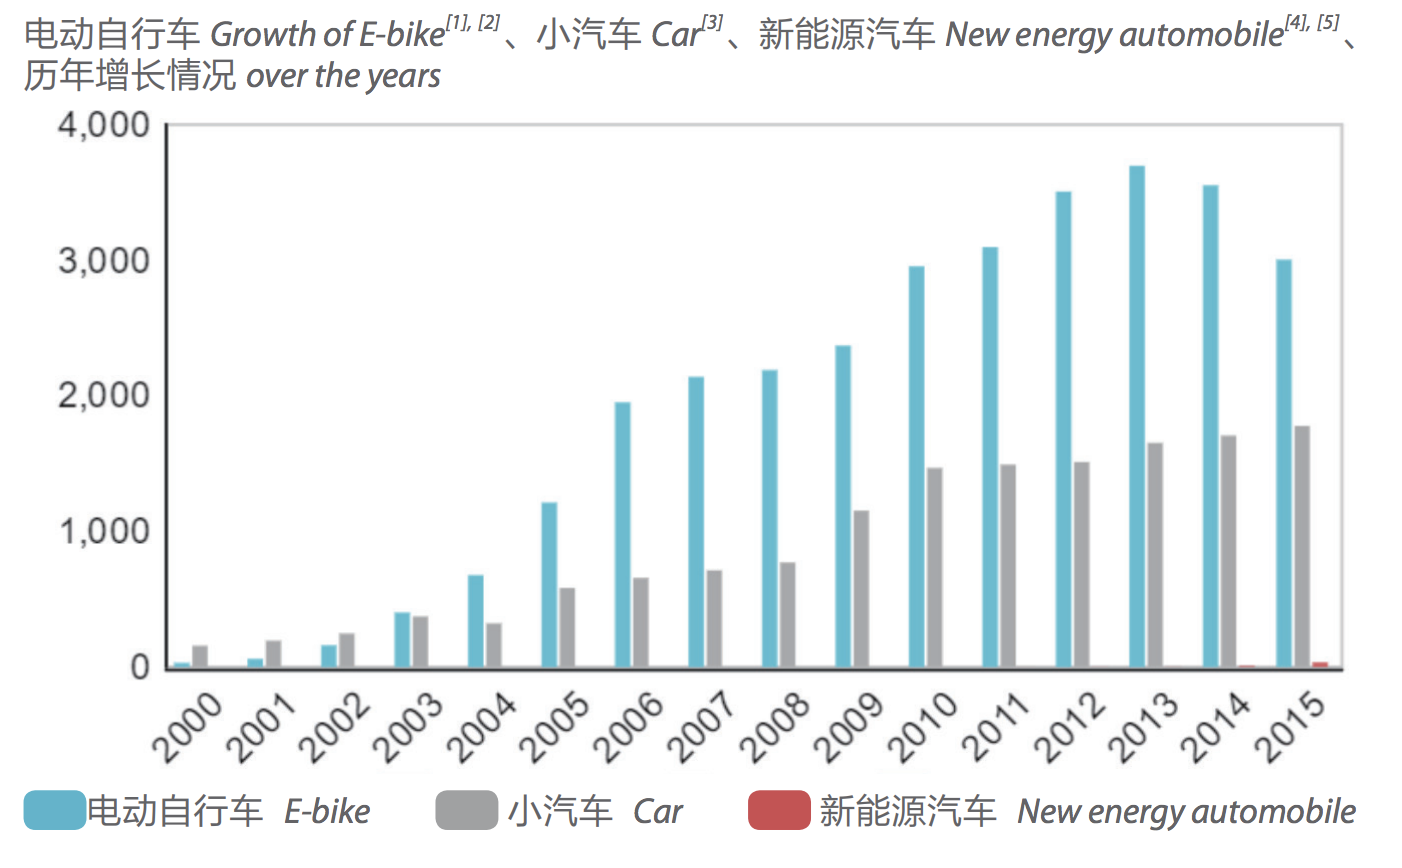 电动自行车 Growth of E-bike[1], [2]、小汽车 Car[3]、新能源汽车 New energy automobile[4], [5]、
历年增长情况 over the years
4,000
3,000
2,000
1,000
0
2000 2001 2002 2003 2004 2005 2006 2007 2008 2009 2010 2011 2012 2013 2014 2015
电动自行车 E-bike 小汽车 Car 新能源汽车 New energy automobile